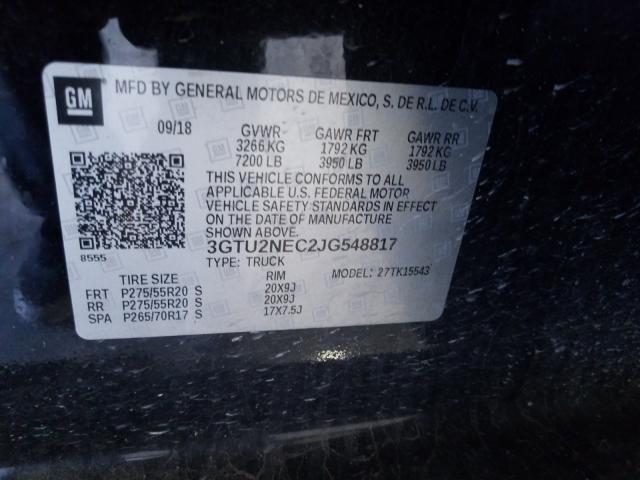 GM
MFD BY GENERAL MOTORS DE MEXICO, S. DE R.L. DE C.V.
09/18 GVWR GAWR FRT GAWR RR
3266 KG 1792 KG 1792 KG
7200 LB 3950 LB 3950 LB
THIS VEHICLE CONFORMS TO ALL
APPLICABLE U.S. FEDERAL MOTOR
VEHICLE SAFETY STANDARDS IN EFFECT
ON THE DATE OF MANUFACTURE
SHOWN ABOVE.
8555
3GTU2NEC2JG548817
TYPE: TRUCK MODEL: 27TK15543
TIRE SIZE RIM
FRT P275/55R20 S 20X9J
RR P275/55R20 S 20X9J
SPA P265/70R17 S 17X7.5J